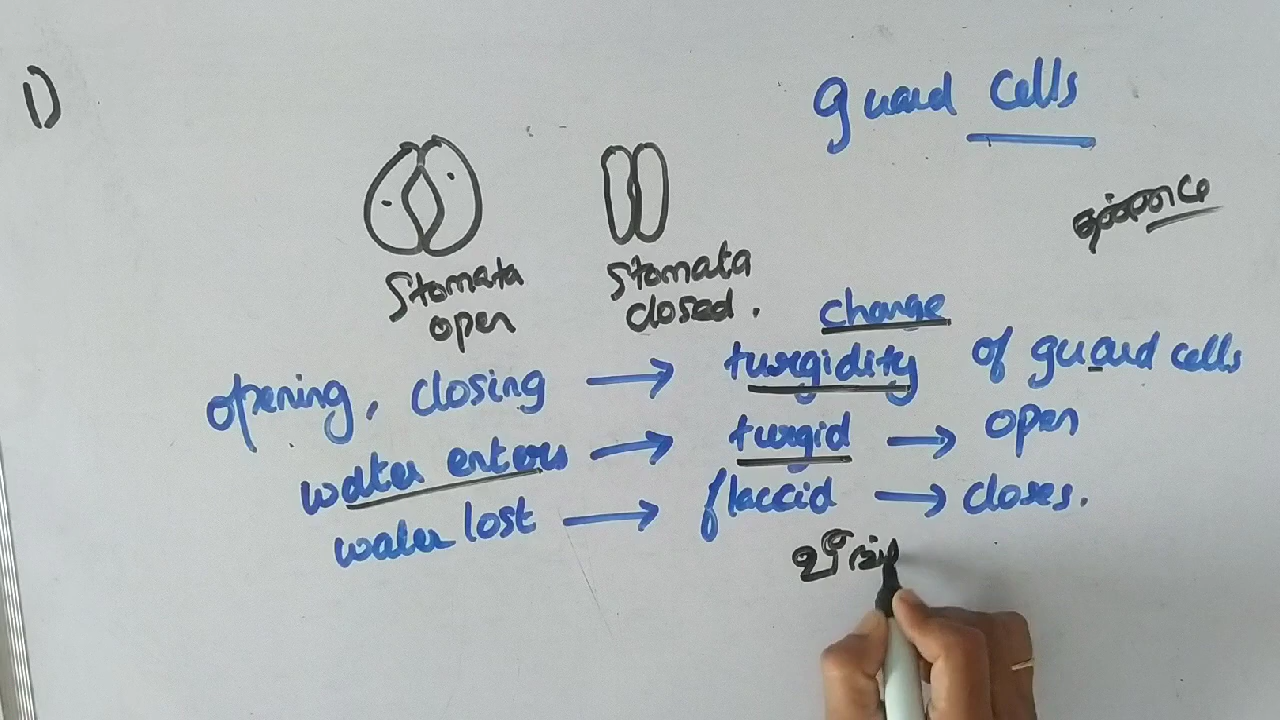 1)
guard cells
Stomata
open
Stomata
closed.
change
opening, closing → turgidity of guard cells
water enters → turgid → open
water lost → flaccid → closes.